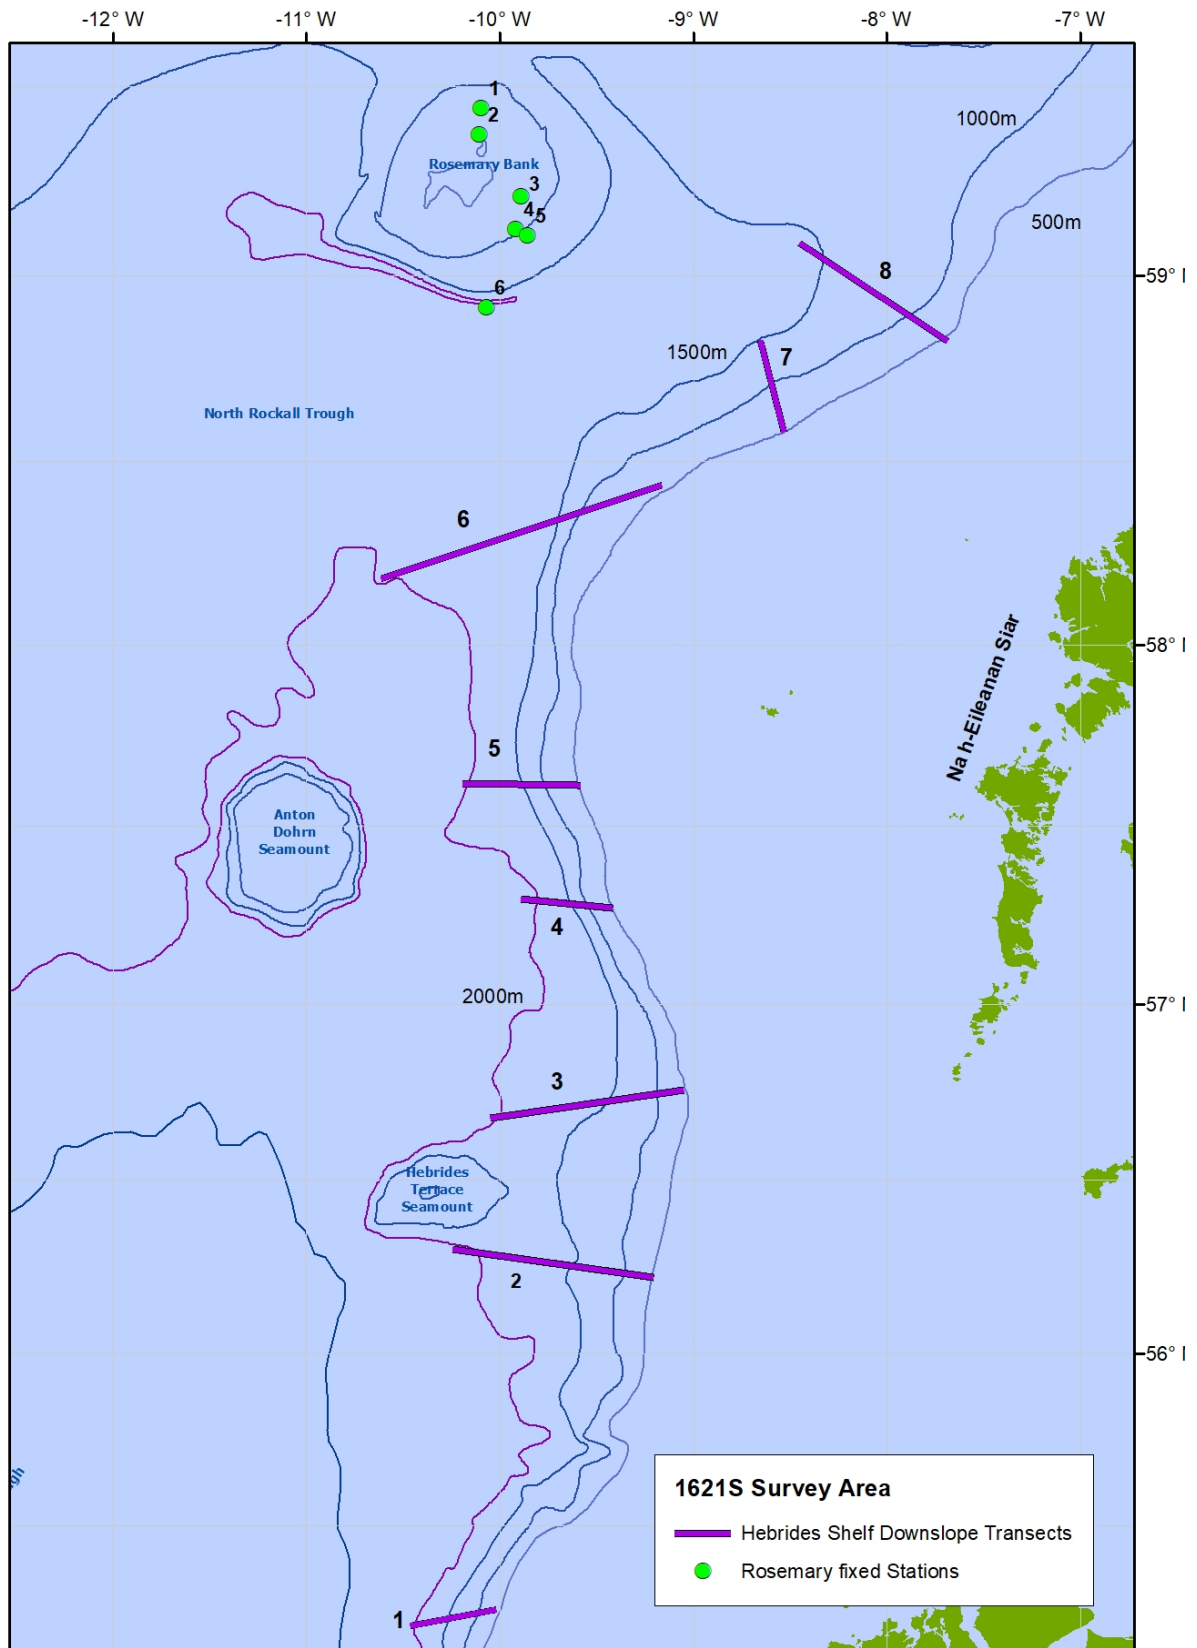 -12° W
-11° W
-10° W
-9° W
-8° W
-7° W
1
2
1000m
Rosemary Bank
3
4
5
500m
8
59°
6
1500m
7
North Rockall Trough
6
58°
Na h-Eileanan Siar
5
Anton
Dohrn
Seamount
4
2000m
57°
3
Hebrides
Terrace
Seamount
2
56°
1621S Survey Area
Hebrides Shelf Downslope Transects
Rosemary fixed Stations
1